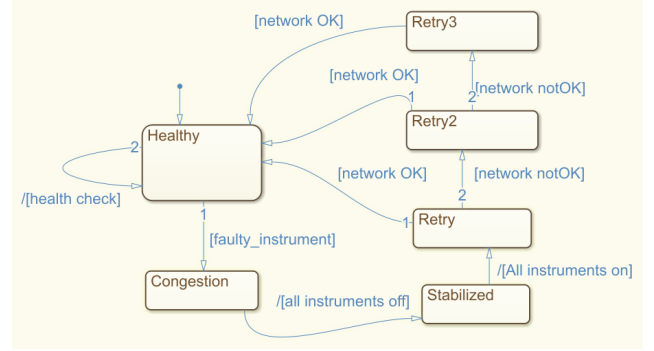 [network OK]
Retry3
[network OK]
1
2
[network notOK]
Healthy
2
Retry2
/[health check]
[network OK]
[network notOK]
2
1
1
Retry
[faulty_instrument]
Congestion
/[all instruments off]
/[All instruments on]
Stabilized